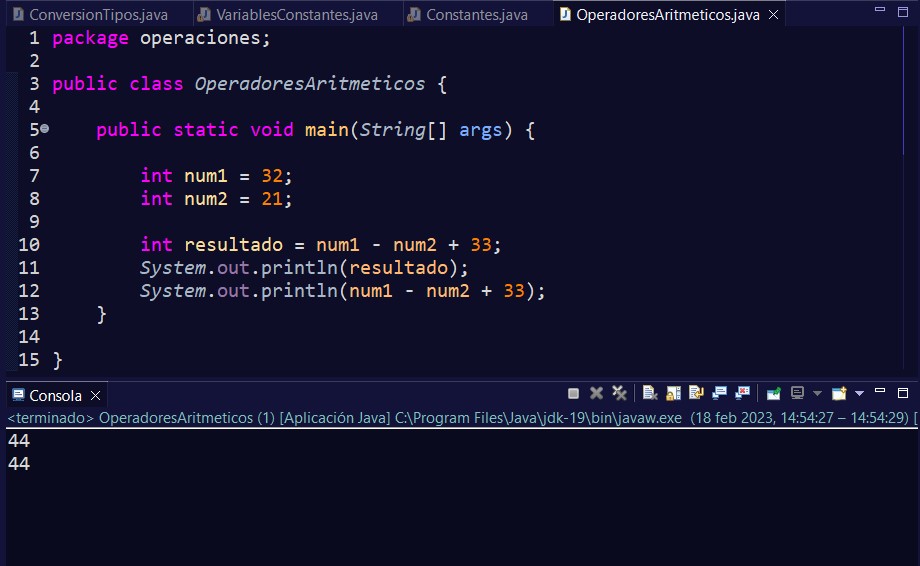 ConversionTipos.java VariablesConstantes.java Constantes.java OperadoresAritmeticos.java
1 package operaciones;
2
3 public class OperadoresAritmeticos {
4
5 public static void main(String[] args) {
6
7 int num1 = 32;
8 int num2 = 21;
9
10 int resultado = num1 - num2 + 33;
11 System.out.println(resultado);
12 System.out.println(num1 - num2 + 33);
13 }
14
15 }
Consola
<terminado> OperadoresAritmeticos (1) [Aplicación Java] C:\Program Files\Java\jdk-19\bin\javaw.exe (18 feb 2023, 14:54:27 – 14:54:29) [
44
44